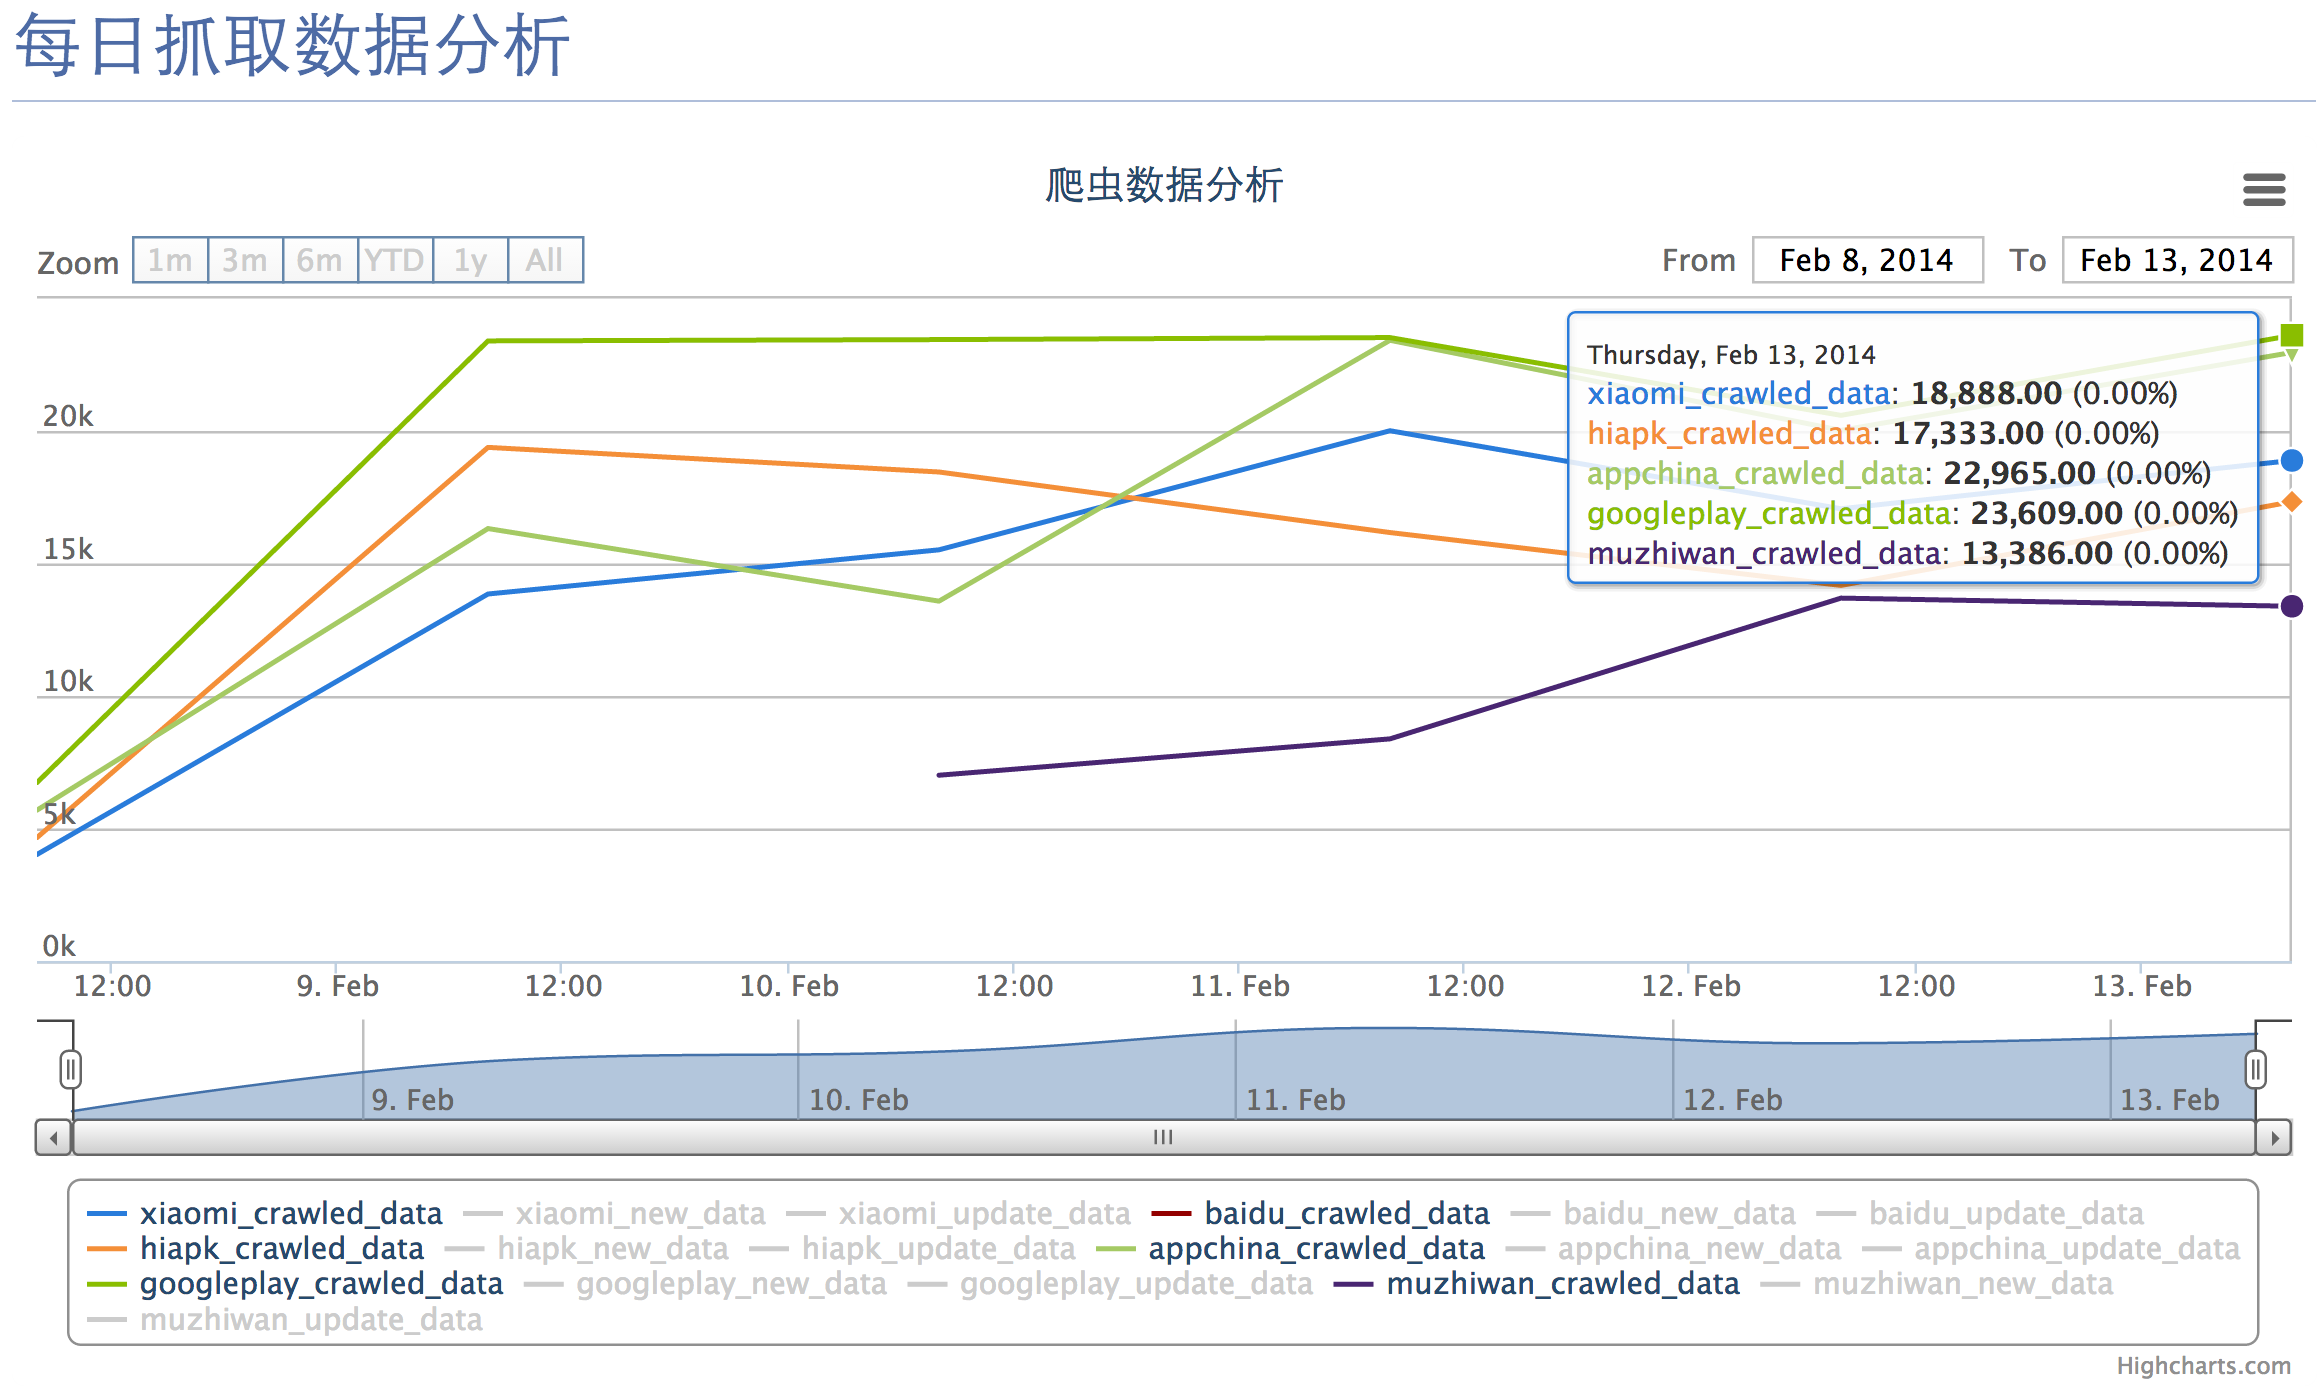 每日抓取数据分析
爬虫数据分析
Zoom 1m 3m 6m YTD 1y All From Feb 8, 2014 To Feb 13, 2014
Thursday, Feb 13, 2014
xiaomi_crawled_data: 18,888.00 (0.00%)
hiapk_crawled_data: 17,333.00 (0.00%)
appchina_crawled_data: 22,965.00 (0.00%)
googleplay_crawled_data: 23,609.00 (0.00%)
muzhiwan_crawled_data: 13,386.00 (0.00%)
20k
15k
10k
5k
0k
12:00 9. Feb 12:00 10. Feb 12:00 11. Feb 12:00 12. Feb 12:00 13. Feb
9. Feb 10. Feb 11. Feb 12. Feb 13. Feb
xiaomi_crawled_data xiaomi_new_data xiaomi_update_data baidu_crawled_data baidu_new_data baidu_update_data
hiapk_crawled_data hiapk_new_data hiapk_update_data appchina_crawled_data appchina_new_data appchina_update_data
googleplay_crawled_data googleplay_new_data googleplay_update_data muzhiwan_crawled_data muzhiwan_new_data
muzhiwan_update_data
Highcharts.com